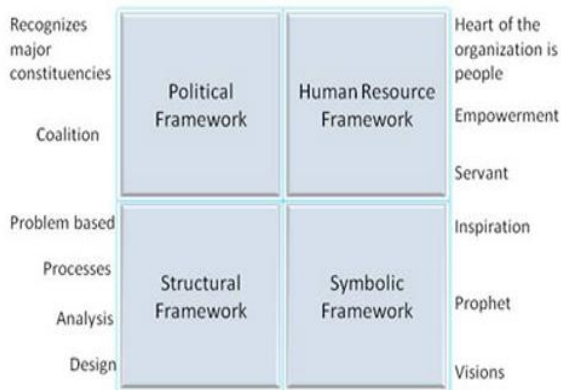 Recognizes
major
constituencies
Coalition
Political
Framework
Human Resource
Framework
Heart of the
organization is
people
Empowerment
Servant
Problem based
Processes
Analysis
Design
Structural
Framework
Symbolic
Framework
Inspiration
Prophet
Visions